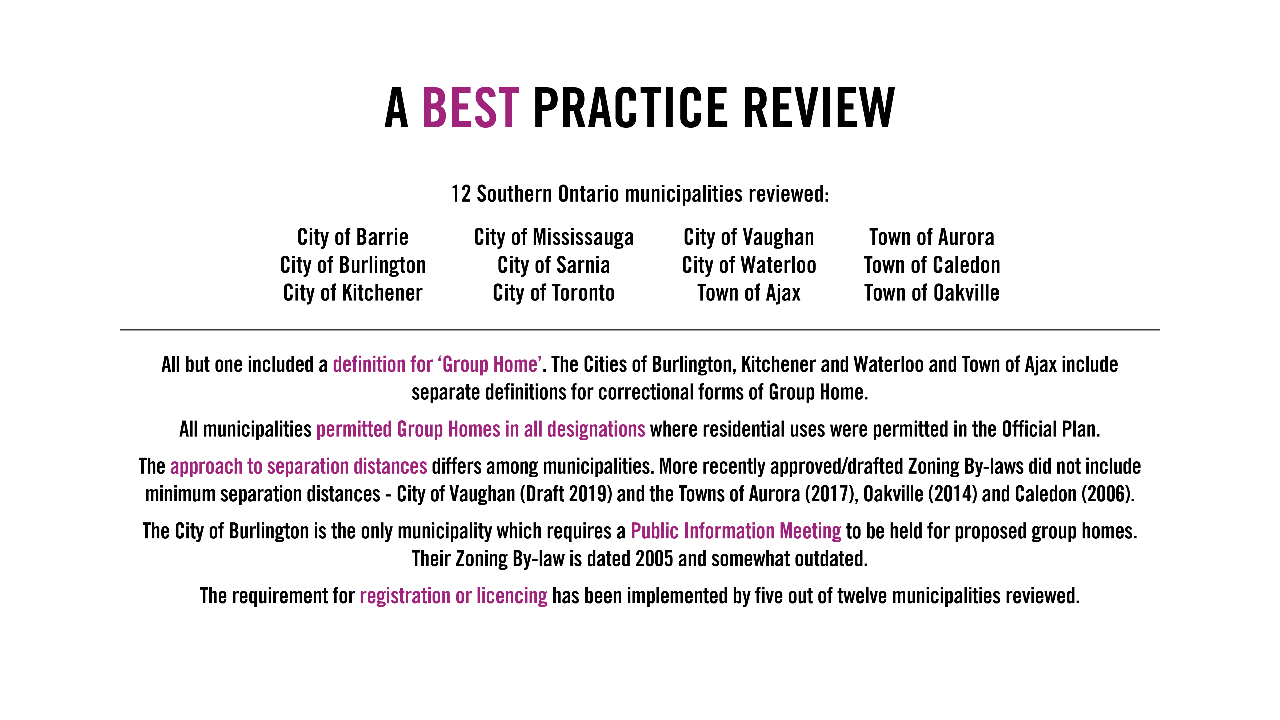 A BEST PRACTICE REVIEW
12 Southern Ontario municipalities reviewed:
City of Barrie
City of Burlington
City of Kitchener
City of Mississauga
City of Sarnia
City of Toronto
City of Vaughan
City of Waterloo
Town of Ajax
Town of Aurora
Town of Caledon
Town of Oakville
All but one included a definition for ‘Group Home’. The Cities of Burlington, Kitchener and Waterloo and Town of Ajax include
separate definitions for correctional forms of Group Home.
All municipalities permitted Group Homes in all designations where residential uses were permitted in the Official Plan.
The approach to separation distances differs among municipalities. More recently approved/drafted Zoning By-laws did not include
minimum separation distances - City of Vaughan (Draft 2019) and the Towns of Aurora (2017), Oakville (2014) and Caledon (2006).
The City of Burlington is the only municipality which requires a Public Information Meeting to be held for proposed group homes.
Their Zoning By-law is dated 2005 and somewhat outdated.
The requirement for registration or licencing has been implemented by five out of twelve municipalities reviewed.